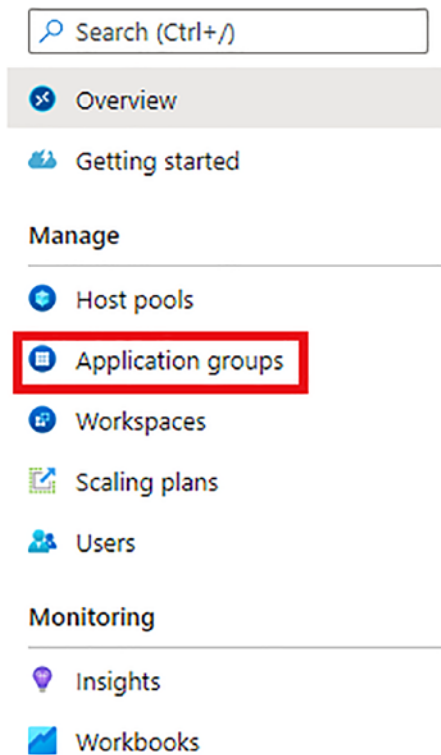 Search (Ctrl+/)
Overview
Getting started
Manage
Host pools
Application groups
Workspaces
Scaling plans
Users
Monitoring
Insights
Workbooks